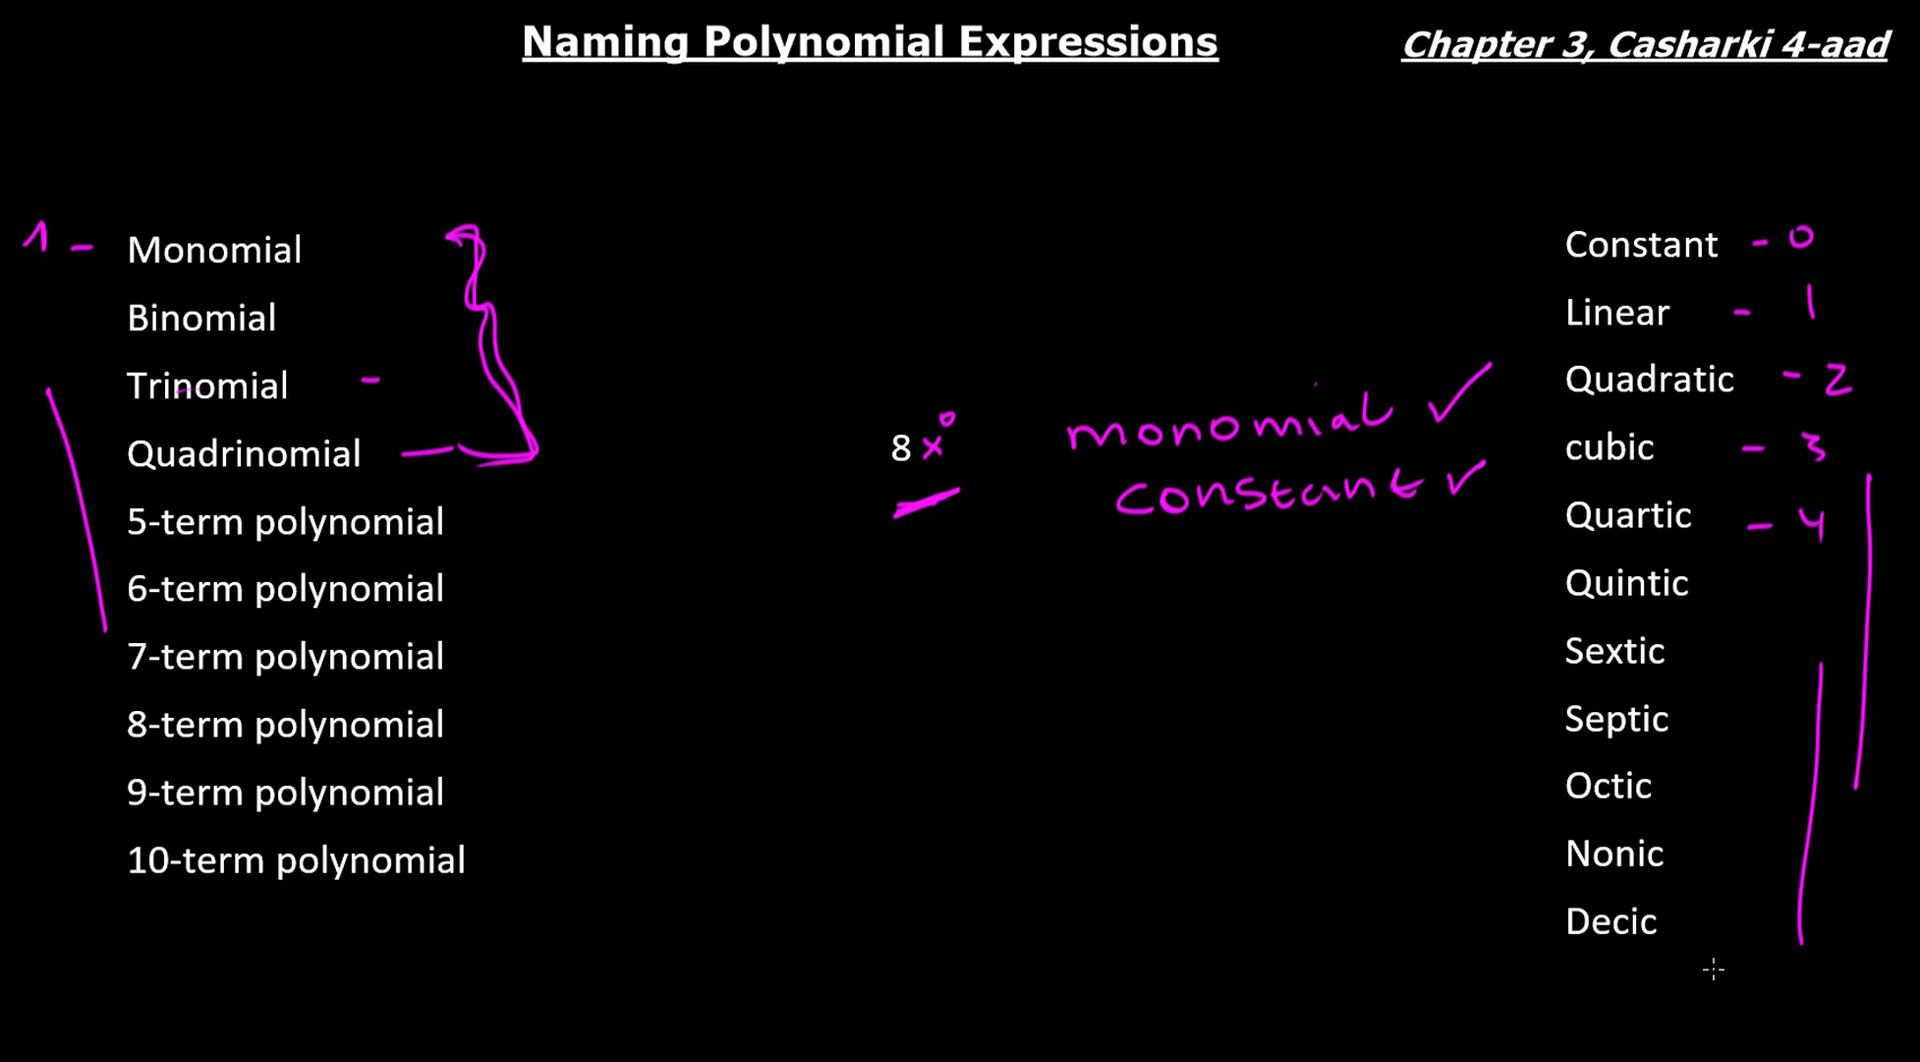 Naming Polynomial Expressions
Chapter 3, Casharki 4-aad
1 - Monomial
Binomial
Trinomial -
Quadrinomial
5-term polynomial
6-term polynomial
7-term polynomial
8-term polynomial
9-term polynomial
10-term polynomial
8x⁰
monomial ✓
constant ✓
Constant - 0
Linear - 1
Quadratic - 2
cubic - 3
Quartic - 4
Quintic
Sextic
Septic
Octic
Nonic
Decic